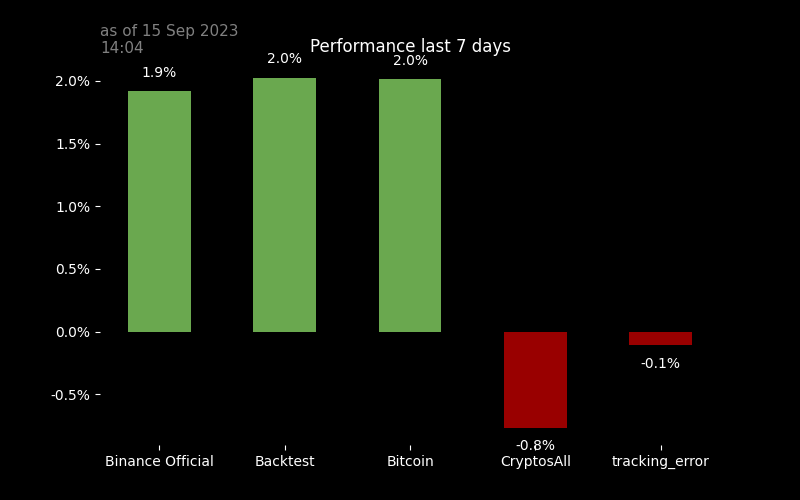 as of 15 Sep 2023
14:04
Performance last 7 days
1.9%
2.0%
2.0%
-0.8%
-0.1%
2.0%
1.5%
1.0%
0.5%
0.0%
-0.5%
Binance Official
Backtest
Bitcoin
CryptosAll
tracking_error